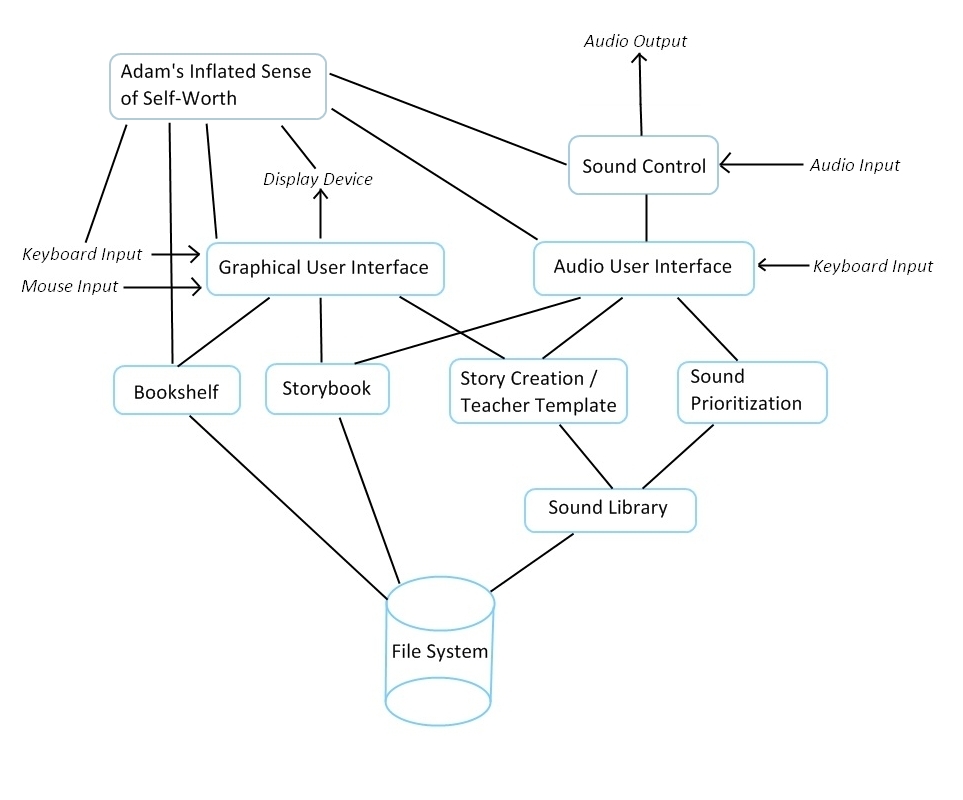 Audio Output
Adam's Inflated Sense
of Self-Worth
Sound Control
Audio Input
Display Device
Keyboard Input
Mouse Input
Graphical User Interface
Audio User Interface
Keyboard Input
Bookshelf
Storybook
Story Creation /
Teacher Template
Sound
Prioritization
Sound Library
File System